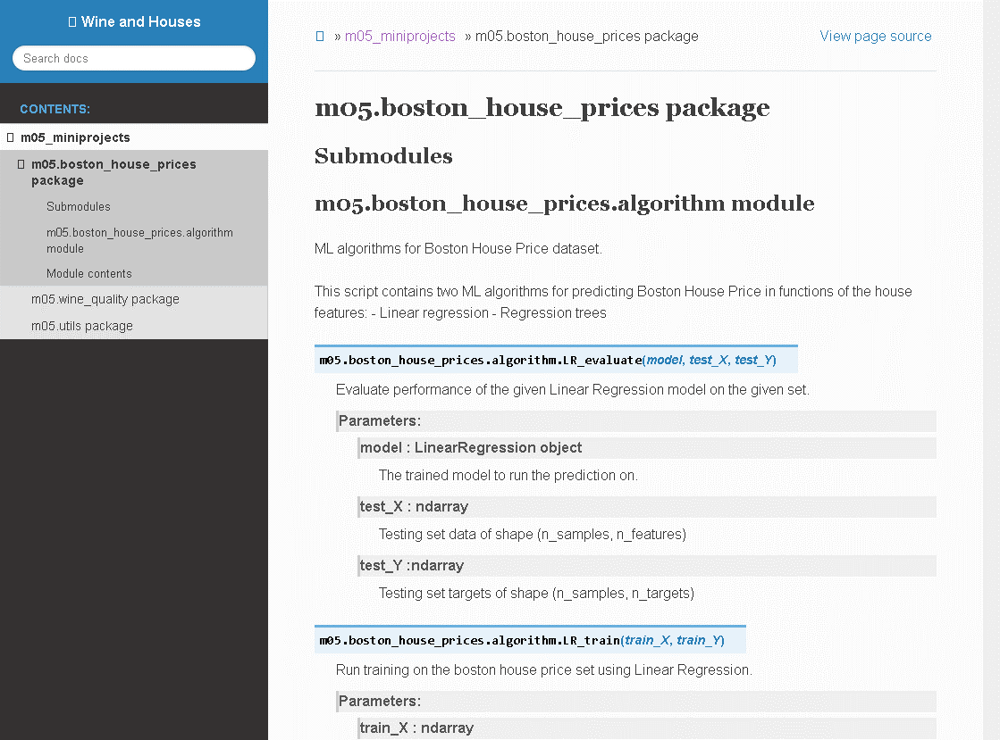 Wine and Houses
Search docs
CONTENTS:
m05_miniprojects
m05.boston_house_prices
package
Submodules
m05.boston_house_prices.algorithm
module
Module contents
m05.wine_quality package
m05.utils package
» m05_miniprojects » m05.boston_house_prices package
View page source
m05.boston_house_prices package
Submodules
m05.boston_house_prices.algorithm module
ML algorithms for Boston House Price dataset.
This script contains two ML algorithms for predicting Boston House Price in functions of the house
features: - Linear regression - Regression trees
m05.boston_house_prices.algorithm.LR_evaluate(model, test_X, test_Y)
Evaluate performance of the given Linear Regression model on the given set.
Parameters:
model : LinearRegression object
The trained model to run the prediction on.
test_X : ndarray
Testing set data of shape (n_samples, n_features)
test_Y :ndarray
Testing set targets of shape (n_samples, n_targets)
m05.boston_house_prices.algorithm.LR_train(train_X, train_Y)
Run training on the boston house price set using Linear Regression.
Parameters:
train_X : ndarray